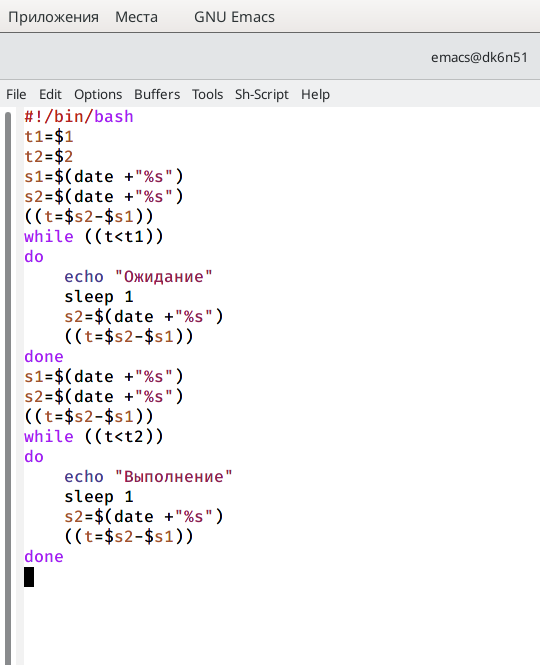 Приложения Места GNU Emacs
emacs@dk6n51
File Edit Options Buffers Tools Sh-Script Help
#!/bin/bash
t1=$1
t2=$2
s1=$(date +"%s")
s2=$(date +"%s")
((t=$s2-$s1))
while ((t<t1))
do
    echo "Ожидание"
    sleep 1
    s2=$(date +"%s")
    ((t=$s2-$s1))
done
s1=$(date +"%s")
s2=$(date +"%s")
((t=$s2-$s1))
while ((t<t2))
do
    echo "Выполнение"
    sleep 1
    s2=$(date +"%s")
    ((t=$s2-$s1))
done